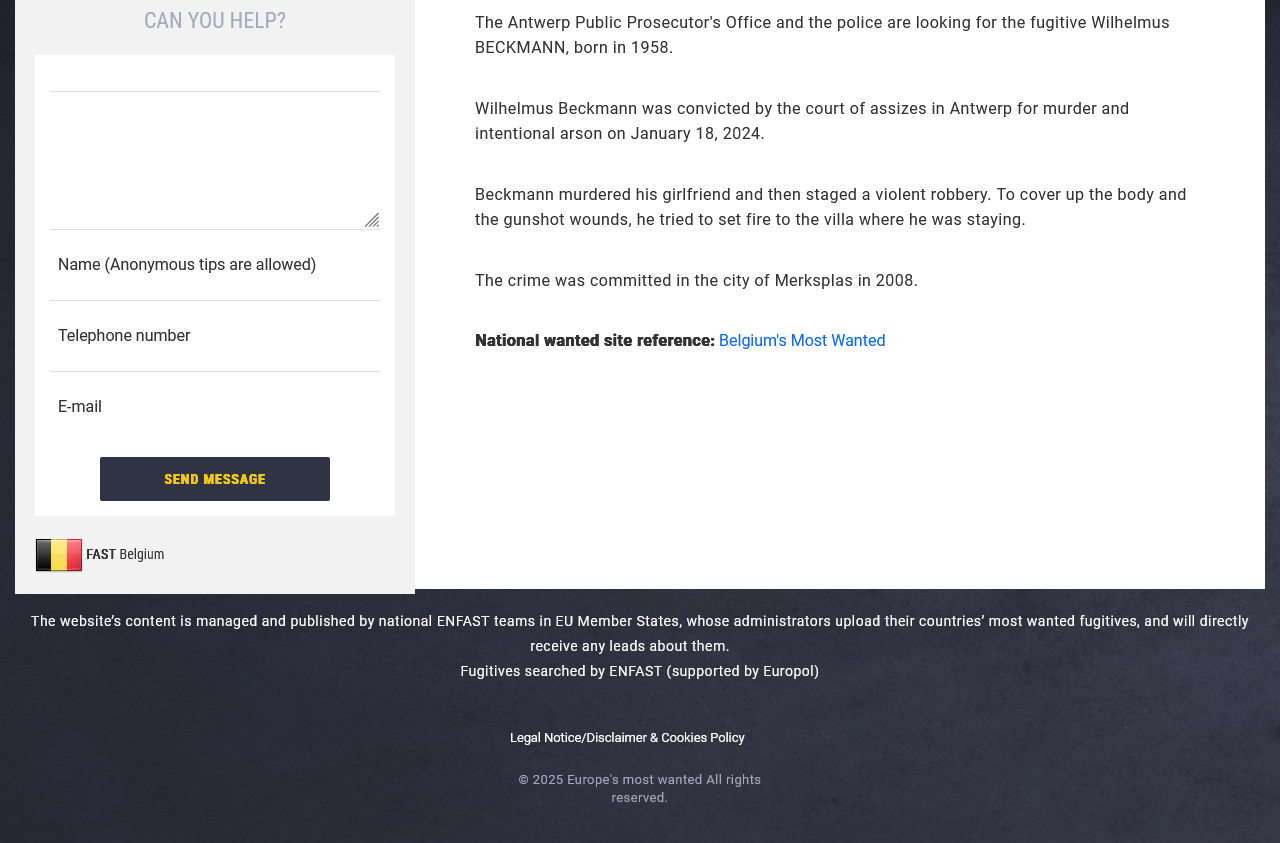 CAN YOU HELP?
Name (Anonymous tips are allowed)
Telephone number
E-mail
SEND MESSAGE
FAST Belgium
The Antwerp Public Prosecutor's Office and the police are looking for the fugitive Wilhelmus
BECKMANN, born in 1958.
Wilhelmus Beckmann was convicted by the court of assizes in Antwerp for murder and
intentional arson on January 18, 2024.
Beckmann murdered his girlfriend and then staged a violent robbery. To cover up the body and
the gunshot wounds, he tried to set fire to the villa where he was staying.
The crime was committed in the city of Merksplas in 2008.
National wanted site reference: Belgium's Most Wanted
The website’s content is managed and published by national ENFAST teams in EU Member States, whose administrators upload their countries’ most wanted fugitives, and will directly
receive any leads about them.
Fugitives searched by ENFAST (supported by Europol)
Legal Notice/Disclaimer & Cookies Policy
© 2025 Europe's most wanted All rights
reserved.